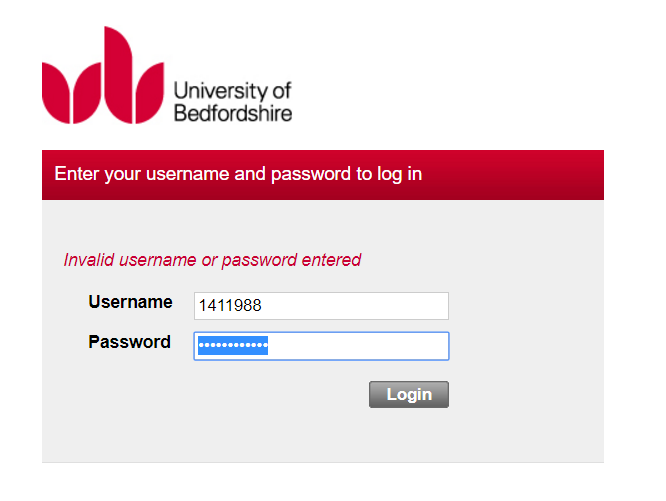 University of
Bedfordshire
Enter your username and password to log in
Invalid username or password entered
Username 1411988
Password ••••••••••••
Login